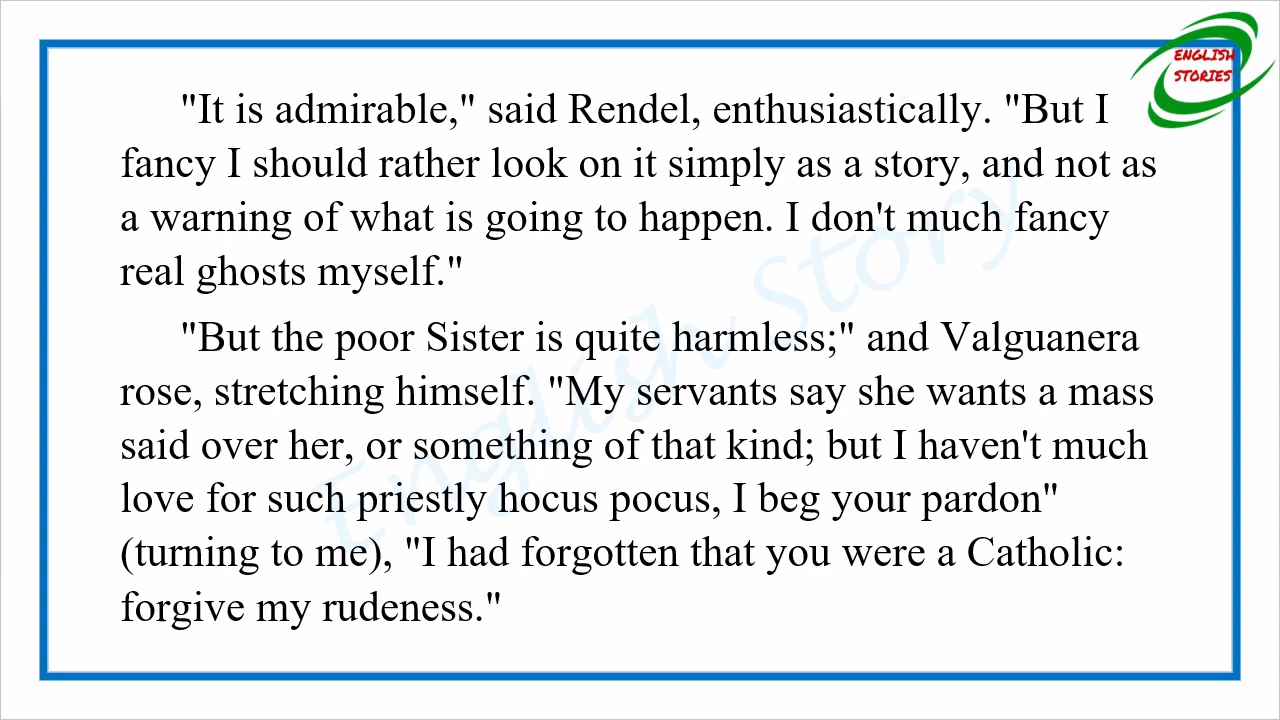 ENGLISH
STORIES
"It is admirable," said Rendel, enthusiastically. "But I
fancy I should rather look on it simply as a story, and not as
a warning of what is going to happen. I don't much fancy
real ghosts myself."
"But the poor Sister is quite harmless;" and Valguanera
rose, stretching himself. "My servants say she wants a mass
said over her, or something of that kind; but I haven't much
love for such priestly hocus pocus, I beg your pardon"
(turning to me), "I had forgotten that you were a Catholic:
forgive my rudeness."
English Story